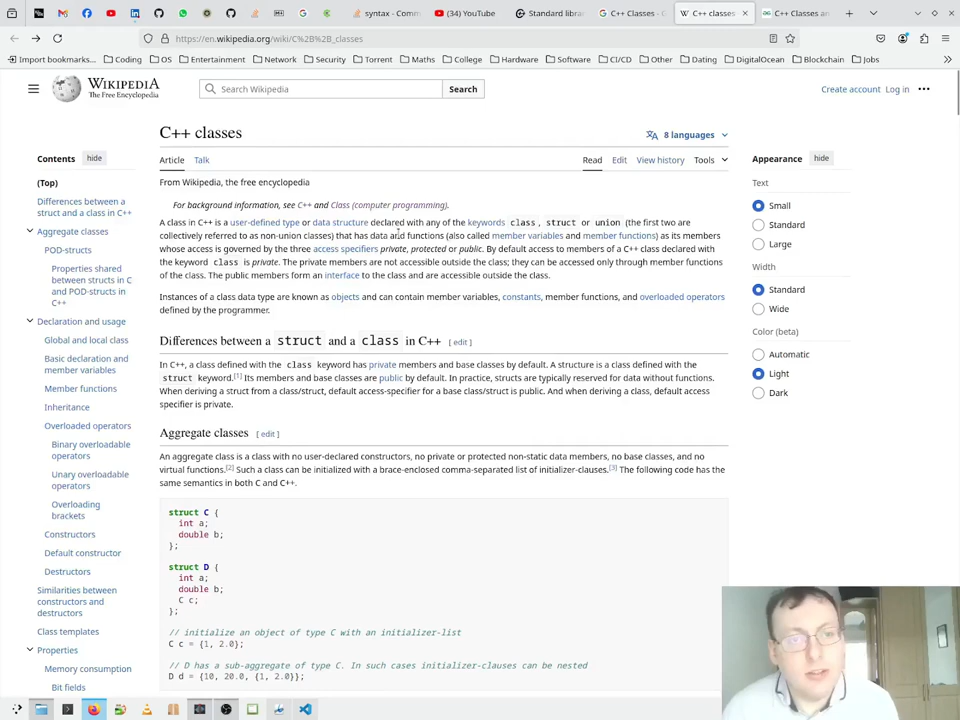 syntax - Comm
(34) YouTube
Standard libra
C++ Classes - G
C++ classes
C++ Classes an
https://en.wikipedia.org/wiki/C%2B%2B_classes
Import bookmarks...
Coding
OS
Entertainment
Network
Security
Torrent
Maths
College
Hardware
Software
CI/CD
Other
Dating
DigitalOcean
Blockchain
Jobs
WIKIPEDIA
The Free Encyclopedia
Search Wikipedia
Search
Create account
Log in
Contents
hide
(Top)
Differences between a
struct and a class in C++
Aggregate classes
POD-structs
Properties shared
between structs in C
and POD-structs in
C++
Declaration and usage
Global and local class
Basic declaration and
member variables
Member functions
Inheritance
Overloaded operators
Binary overloadable
operators
Unary overloadable
operators
Overloading
brackets
Constructors
Default constructor
Destructors
Similarities between
constructors and
destructors
Class templates
Properties
Memory consumption
Bit fields
C++ classes
8 languages
Article
Talk
Read
Edit
View history
Tools
From Wikipedia, the free encyclopedia
For background information, see C++ and Class (computer programming).
A class in C++ is a user-defined type or data structure declared with any of the keywords class, struct or union (the first two are
collectively referred to as non-union classes) that has data and functions (also called member variables and member functions) as its members
whose access is governed by the three access specifiers private, protected or public. By default access to members of a C++ class declared with
the keyword class is private. The private members are not accessible outside the class; they can be accessed only through member functions
of the class. The public members form an interface to the class and are accessible outside the class.
Instances of a class data type are known as objects and can contain member variables, constants, member functions, and overloaded operators
defined by the programmer.
Differences between a struct and a class in C++ [ edit ]
In C++, a class defined with the class keyword has private members and base classes by default. A structure is a class defined with the
struct keyword.[1] Its members and base classes are public by default. In practice, structs are typically reserved for data without functions.
When deriving a struct from a class/struct, default access-specifier for a base class/struct is public. And when deriving a class, default access
specifier is private.
Aggregate classes [ edit ]
An aggregate class is a class with no user-declared constructors, no private or protected non-static data members, no base classes, and no
virtual functions.[2] Such a class can be initialized with a brace-enclosed comma-separated list of initializer-clauses.[3] The following code has the
same semantics in both C and C++.
struct C {
int a;
double b;
};
struct D {
int a;
double b;
C c;
};
// initialize an object of type C with an initializer-list
C c = {1, 2.0};
// D has a sub-aggregate of type C. In such cases initializer-clauses can be nested
D d = {10, 20.0, {1, 2.0}};
Appearance
hide
Text
Small
Standard
Large
Width
Standard
Wide
Color (beta)
Automatic
Light
Dark